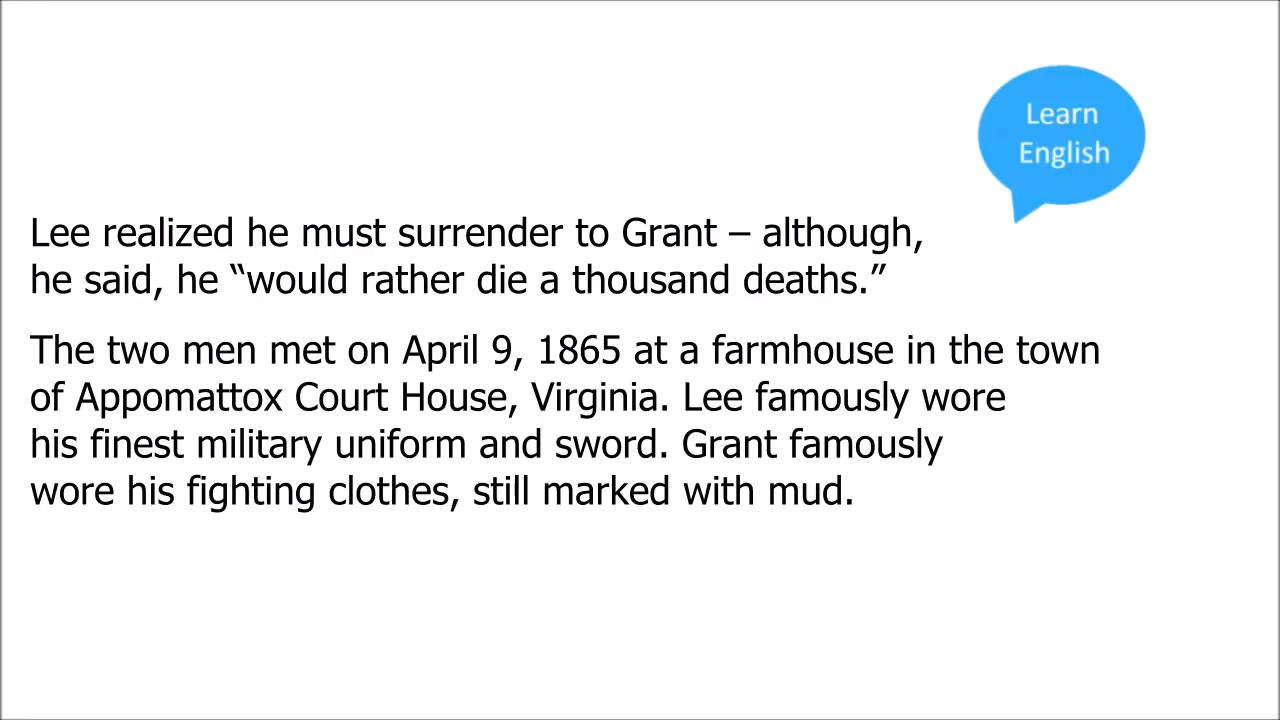 Learn
English
Lee realized he must surrender to Grant – although,
he said, he “would rather die a thousand deaths.”
The two men met on April 9, 1865 at a farmhouse in the town
of Appomattox Court House, Virginia. Lee famously wore
his finest military uniform and sword. Grant famously
wore his fighting clothes, still marked with mud.